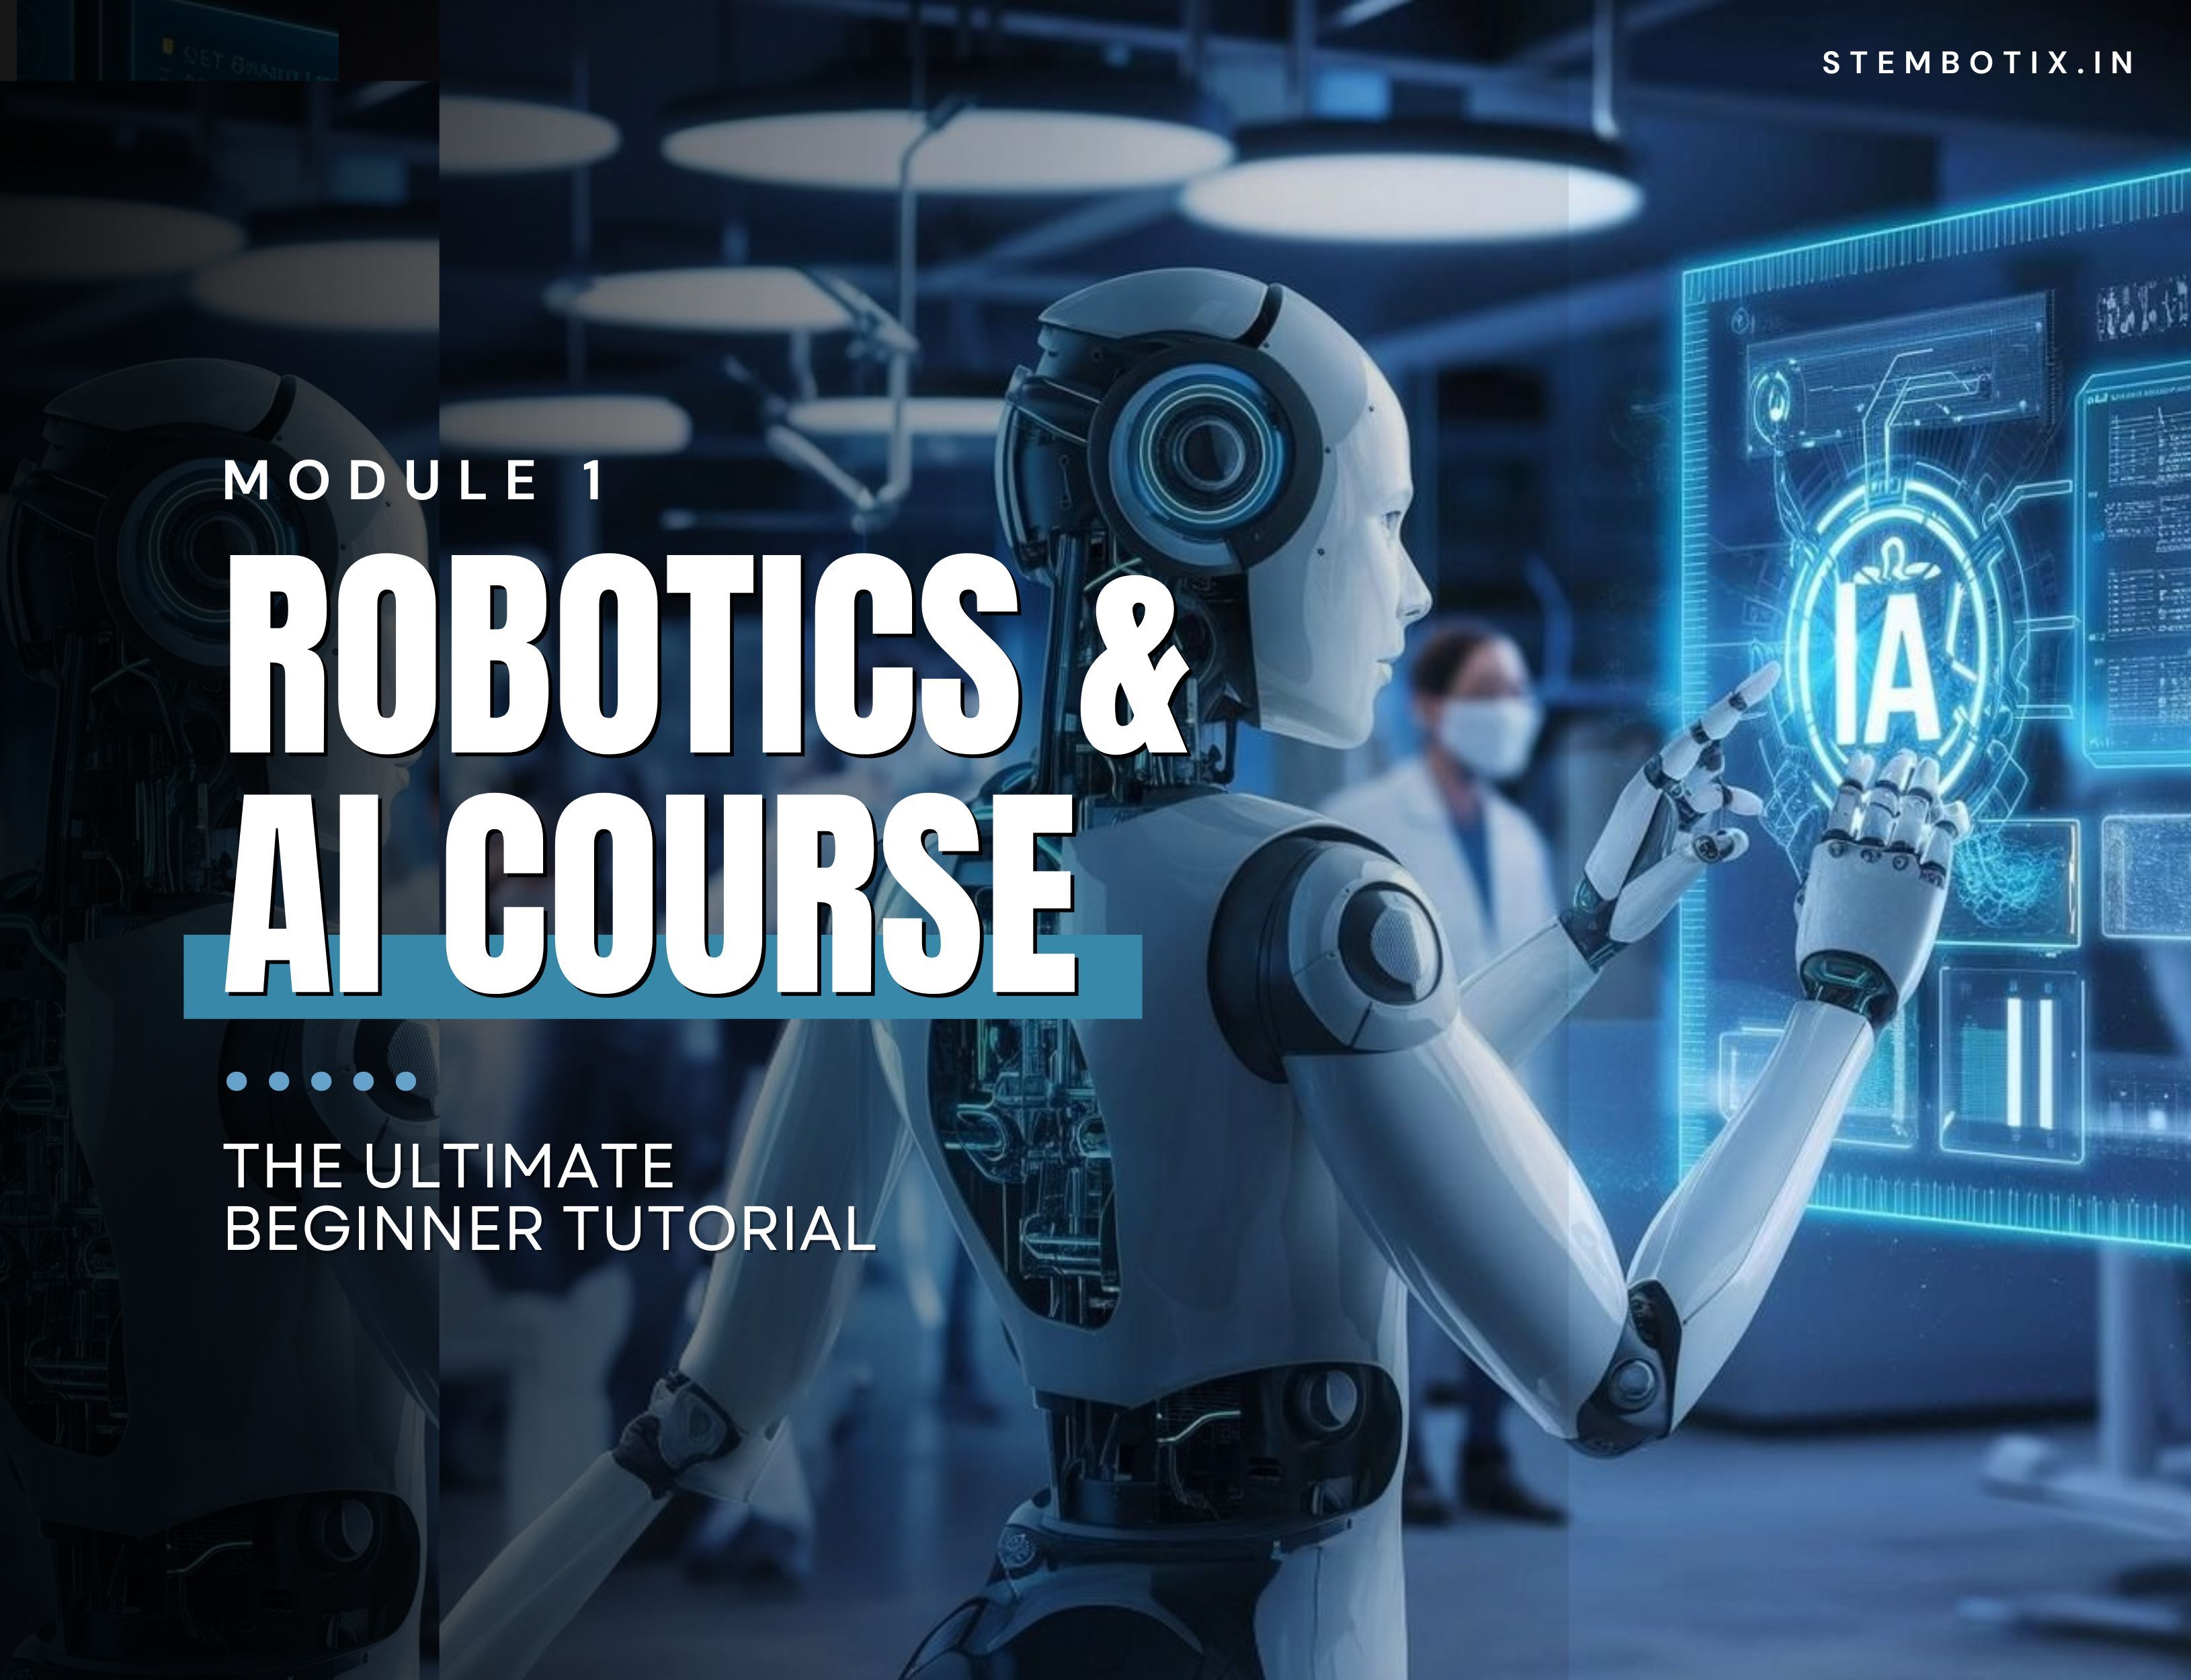 STEMBOTIX.IN
MODULE 1
ROBOTICS &
AI COURSE
THE ULTIMATE
BEGINNER TUTORIAL
IA